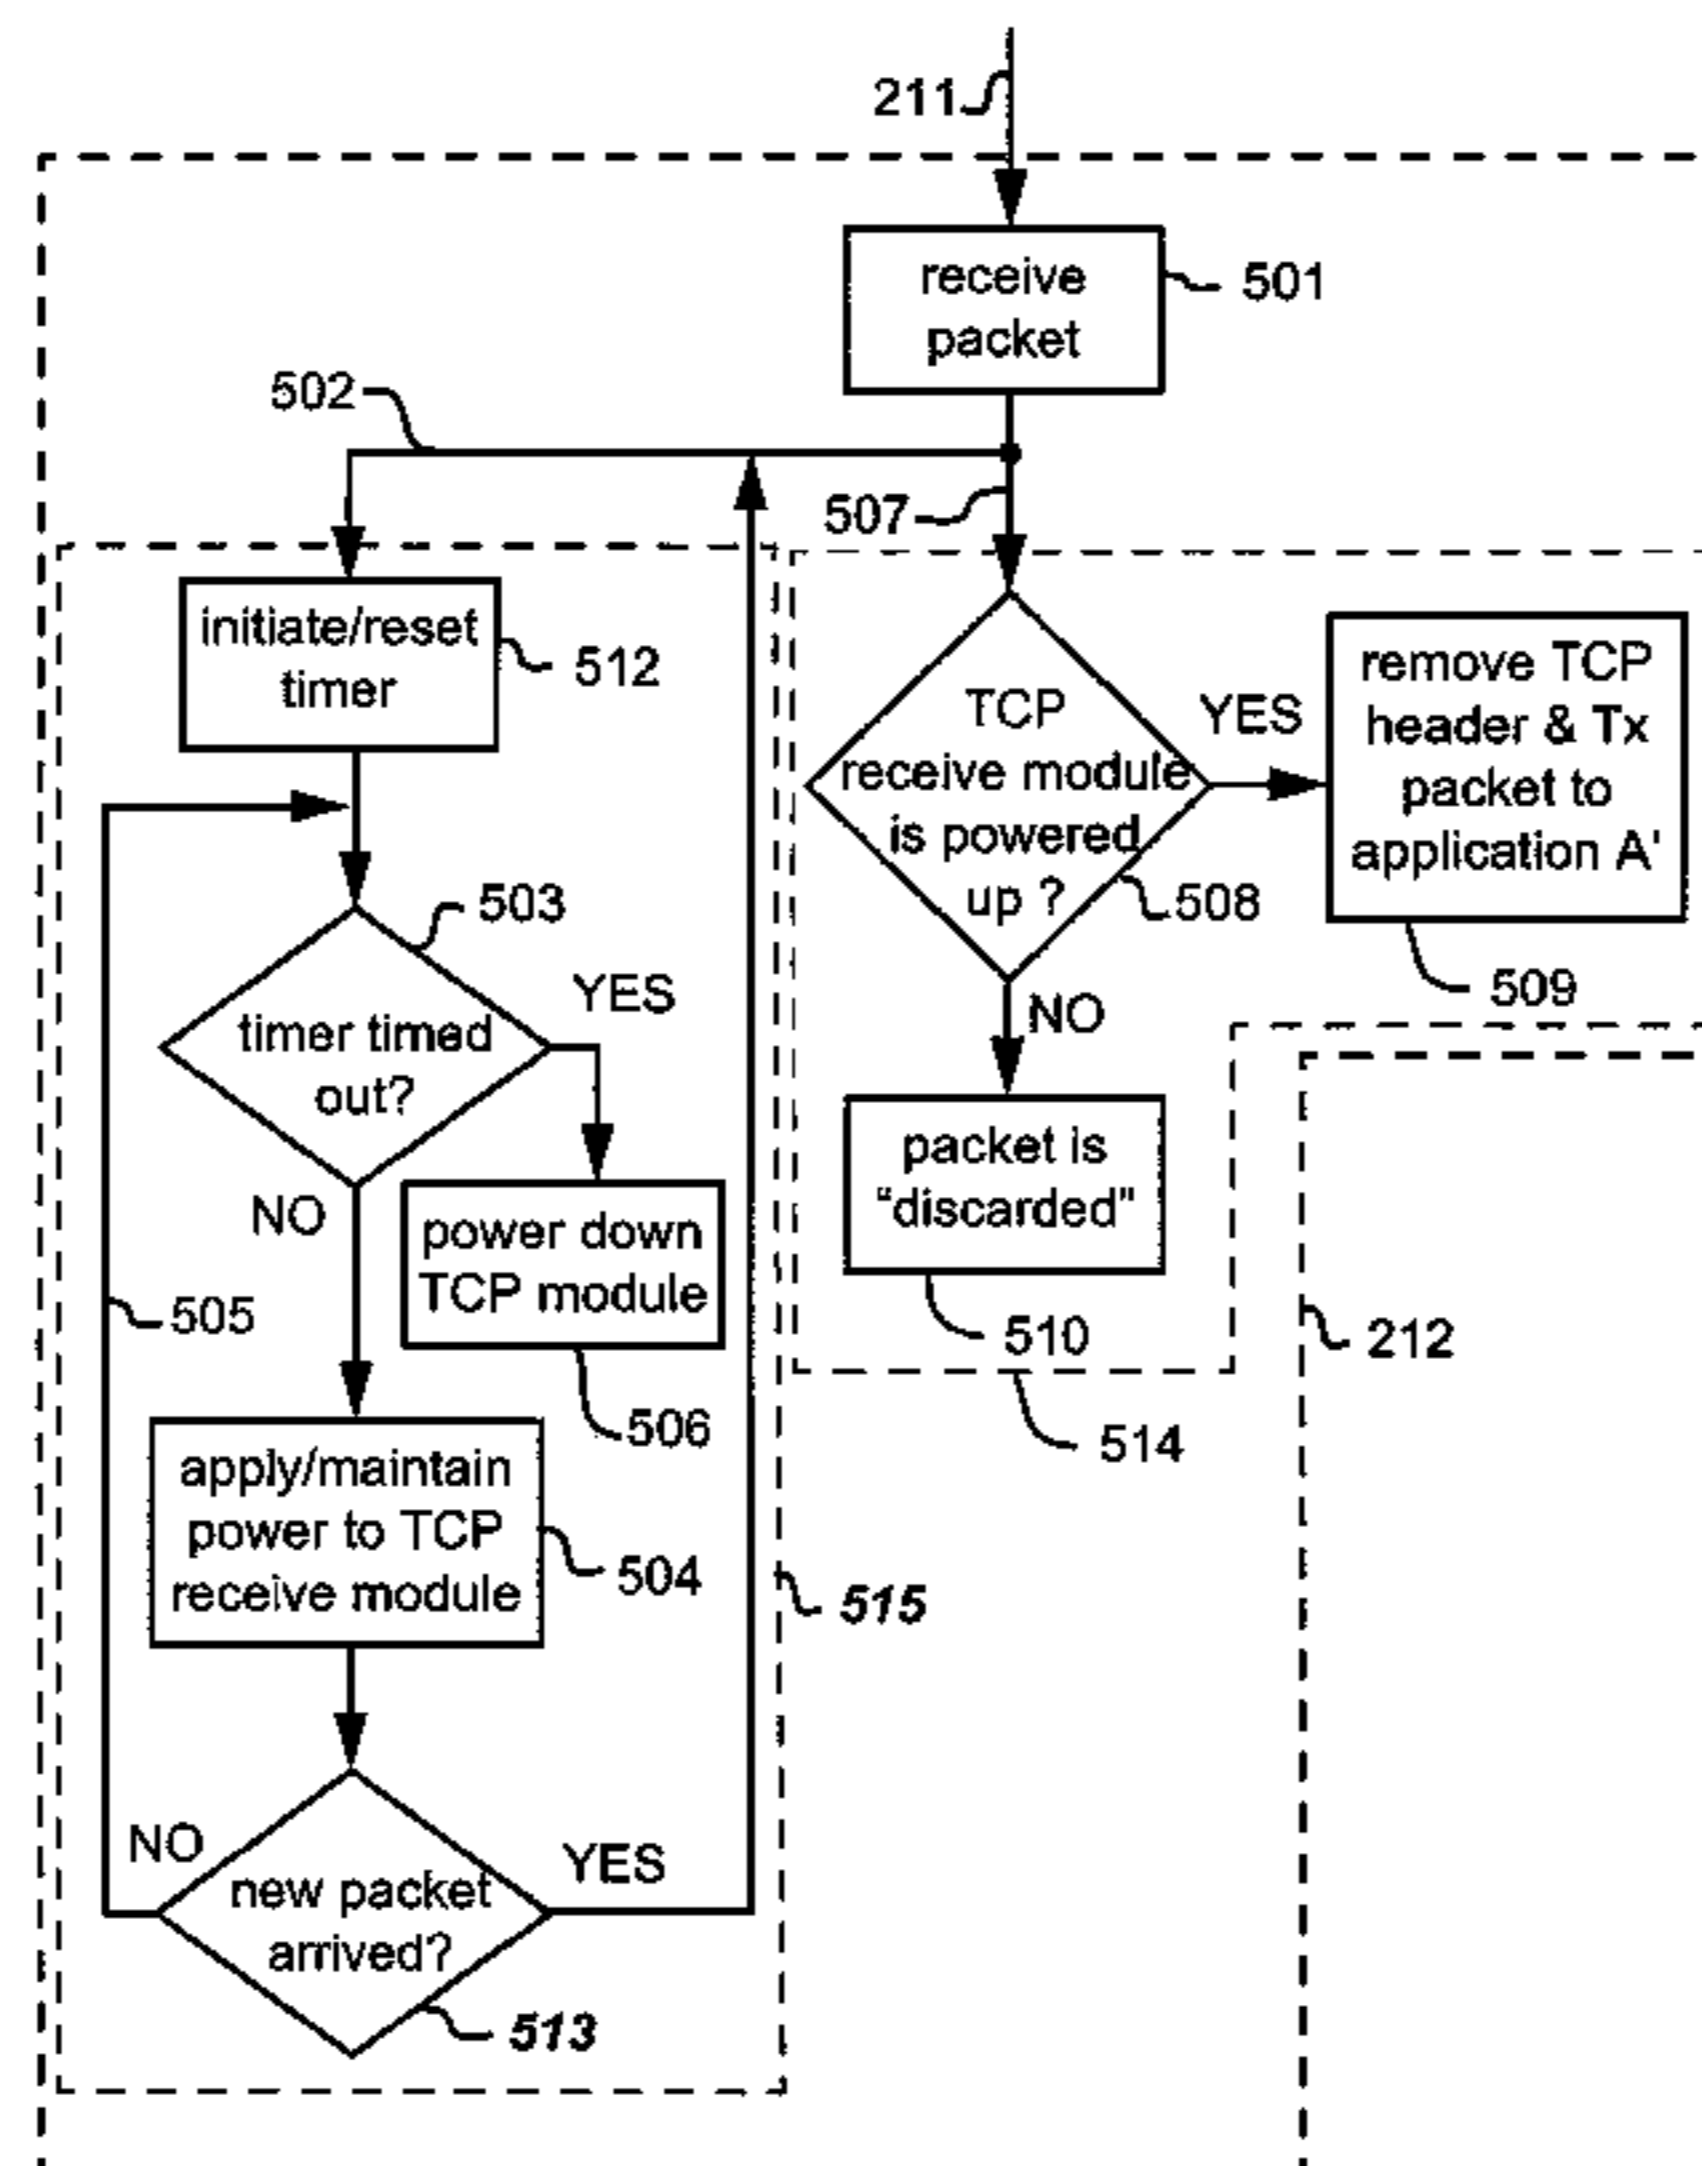 211
receive
packet
501
502
507
initiate/reset
timer
512
TCP
receive module
is powered
up ?
508
YES
remove TCP
header & Tx
packet to
application A'
509
503
timer timed
out?
YES
NO
NO
packet is
“discarded”
510
514
212
power down
TCP module
506
505
apply/maintain
power to TCP
receive module
504
515
NO
new packet
arrived?
YES
513